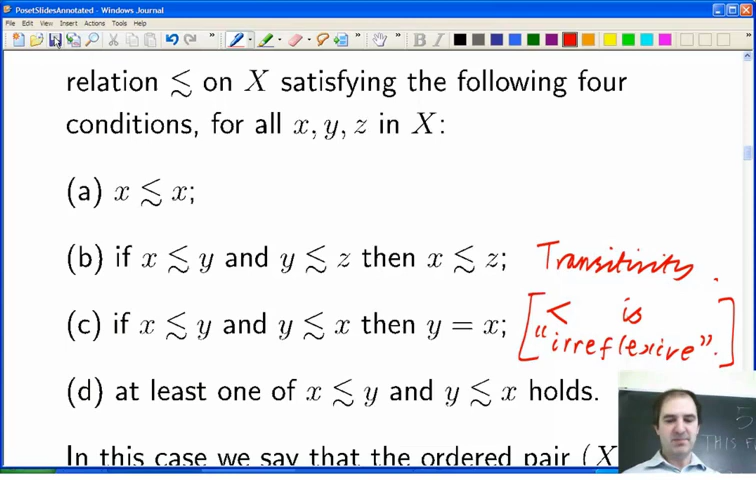 PosetSlidesAnnotated - Windows Journal
File Edit View Insert Actions Tools Help
B I
relation ≲ on X satisfying the following four
conditions, for all x, y, z in X:
(a) x ≲ x;
(b) if x ≲ y and y ≲ z then x ≲ z; Transitivity.
(c) if x ≲ y and y ≲ x then y = x; [< is
"irreflexive".]
(d) at least one of x ≲ y and y ≲ x holds.
In this case we say that the ordered pair (X
5
THIS F